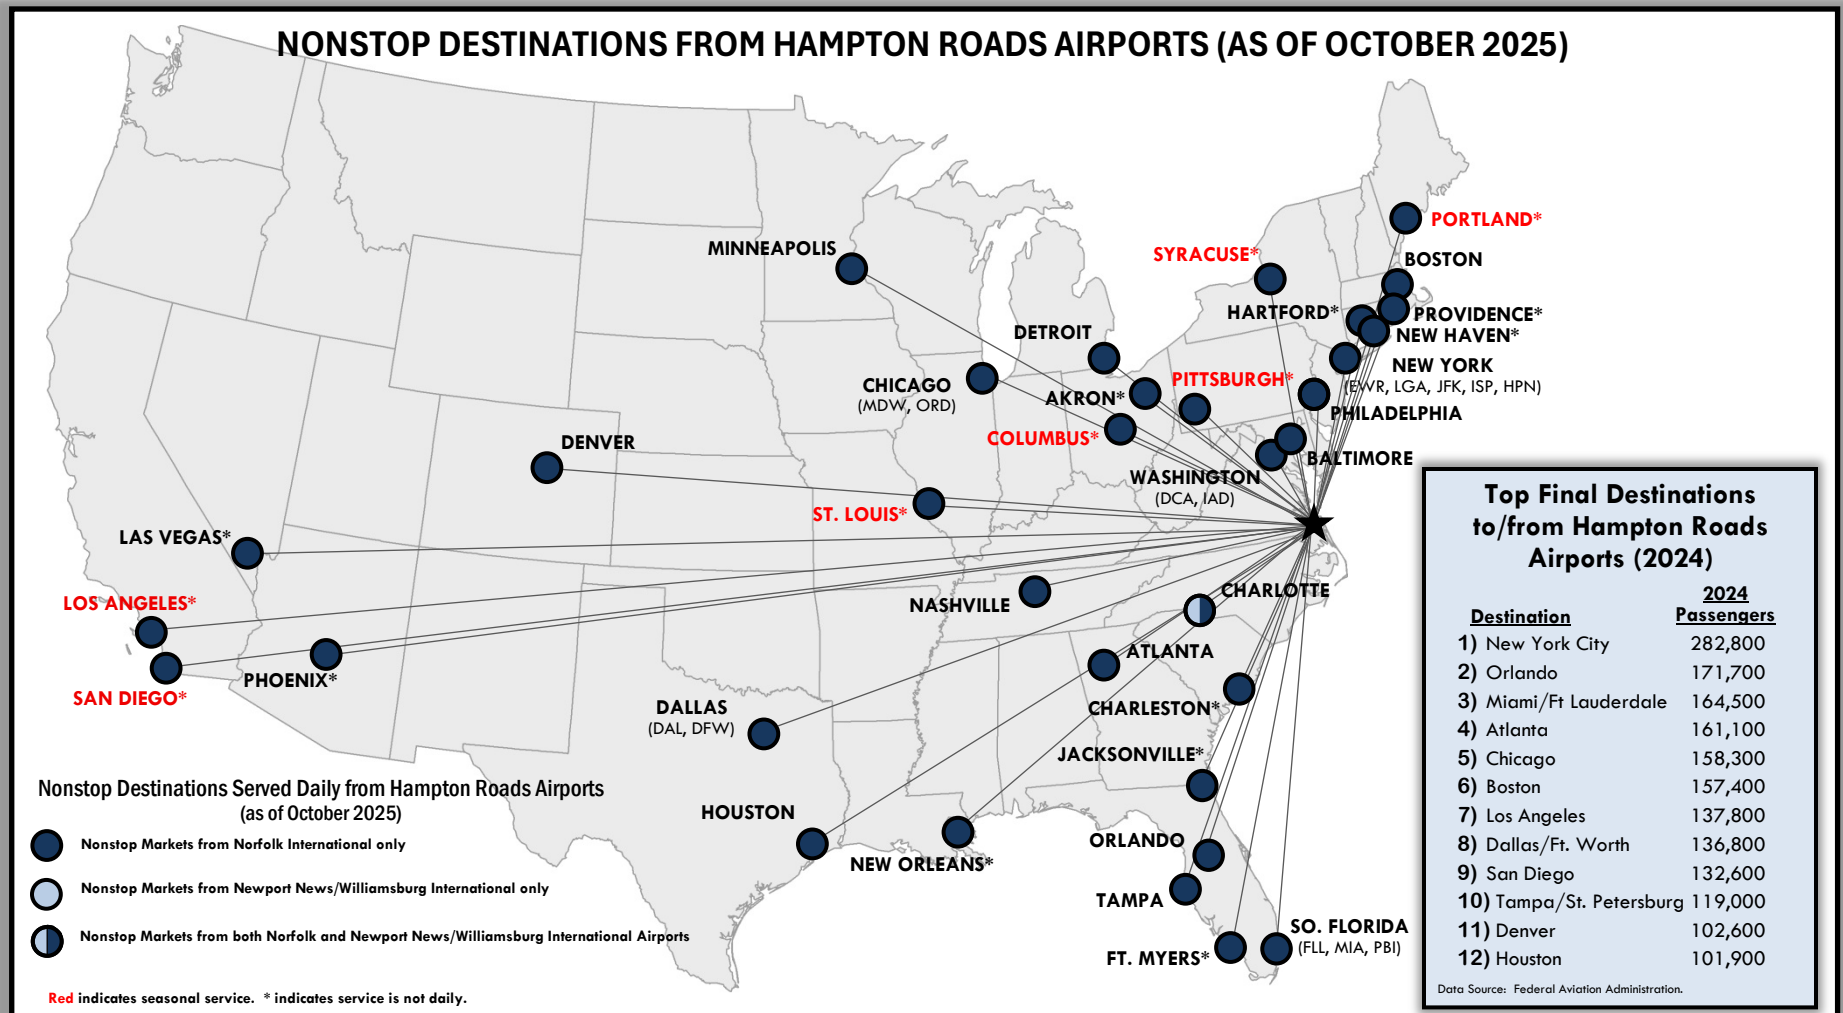 NONSTOP DESTINATIONS FROM HAMPTON ROADS AIRPORTS (AS OF OCTOBER 2025)
PORTLAND*
SYRACUSE*
BOSTON
MINNEAPOLIS
HARTFORD*
PROVIDENCE*
NEW HAVEN*
DETROIT
NEW YORK
(EWR, LGA, JFK, ISP, HPN)
CHICAGO
(MDW, ORD)
PITTSBURGH*
AKRON*
PHILADELPHIA
COLUMBUS*
DENVER
BALTIMORE
WASHINGTON
(DCA, IAD)
ST. LOUIS*
LAS VEGAS*
LOS ANGELES*
NASHVILLE
CHARLOTTE
ATLANTA
PHOENIX*
SAN DIEGO*
DALLAS
(DAL, DFW)
CHARLESTON*
JACKSONVILLE*
HOUSTON
NEW ORLEANS*
ORLANDO
TAMPA
SO. FLORIDA
(FLL, MIA, PBI)
FT. MYERS*
Nonstop Destinations Served Daily from Hampton Roads Airports
(as of October 2025)
Nonstop Markets from Norfolk International only
Nonstop Markets from Newport News/Williamsburg International only
Nonstop Markets from both Norfolk and Newport News/Williamsburg International Airports
Red indicates seasonal service. * indicates service is not daily.
Top Final Destinations
to/from Hampton Roads
Airports (2024)
Destination 2024 Passengers
1) New York City 282,800
2) Orlando 171,700
3) Miami/Ft Lauderdale 164,500
4) Atlanta 161,100
5) Chicago 158,300
6) Boston 157,400
7) Los Angeles 137,800
8) Dallas/Ft. Worth 136,800
9) San Diego 132,600
10) Tampa/St. Petersburg 119,000
11) Denver 102,600
12) Houston 101,900
Data Source: Federal Aviation Administration.